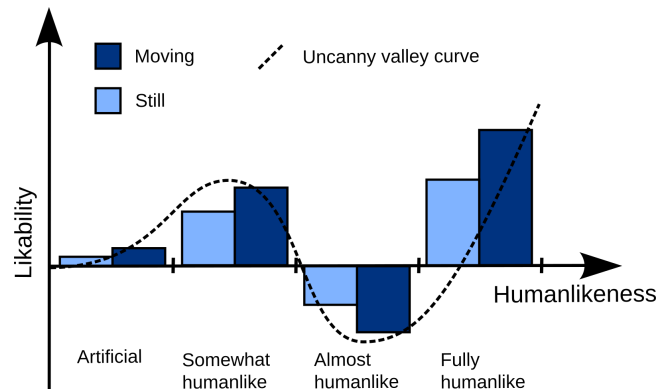 Moving
Uncanny valley curve
Still
Likability
Humanlikeness
Artificial
Somewhat
humanlike
Almost
humanlike
Fully
humanlike